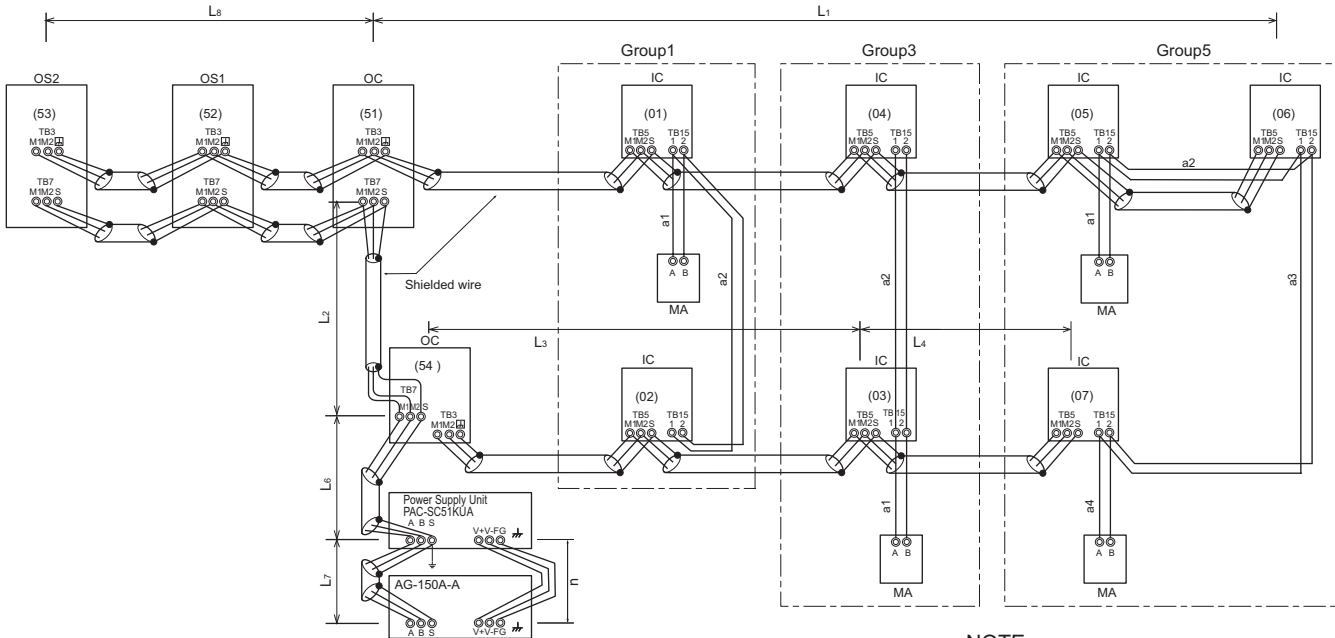 L8
L1
Group1
Group3
Group5
OS2
OS1
OC
IC
IC
IC
IC
(53)
(52)
(51)
(01)
(04)
(05)
(06)
TB3
M1M2
TB3
M1M2
TB3
M1M2
TB5
M1M2S
TB15
1 2
TB5
M1M2S
TB15
1 2
TB5
M1M2S
TB15
1 2
TB5
M1M2S
TB15
1 2
a2
TB7
M1M2 S
TB7
M1M2 S
TB7
M1M2 S
a1
a2
a2
a1
a3
A B
MA
A B
MA
Shielded wire
L2
L3
L4
OC
(54 )
TB7
M1M2 S
TB3
M1M2
IC
(02)
TB5
M1M2S
TB15
1 2
IC
(03)
TB5
M1M2S
TB15
1 2
IC
(07)
TB5
M1M2S
TB15
1 2
L6
Power Supply Unit
PAC-SC51KUA
A B S
V+V-FG
a1
a4
A B
MA
A B
MA
L7
n
AG-150A-A
A B S
V+V-FG
NOTE